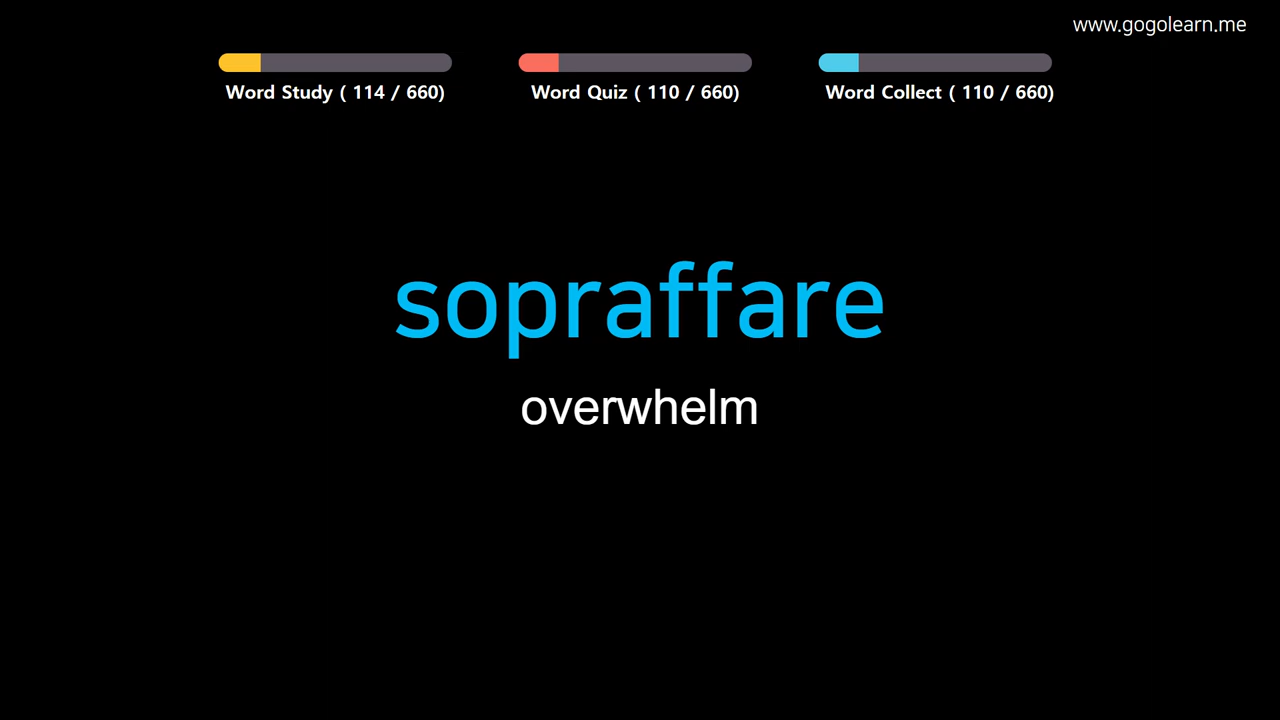 www.gogolearn.me
Word Study ( 114 / 660)
Word Quiz ( 110 / 660)
Word Collect ( 110 / 660)
sopraffare
overwhelm